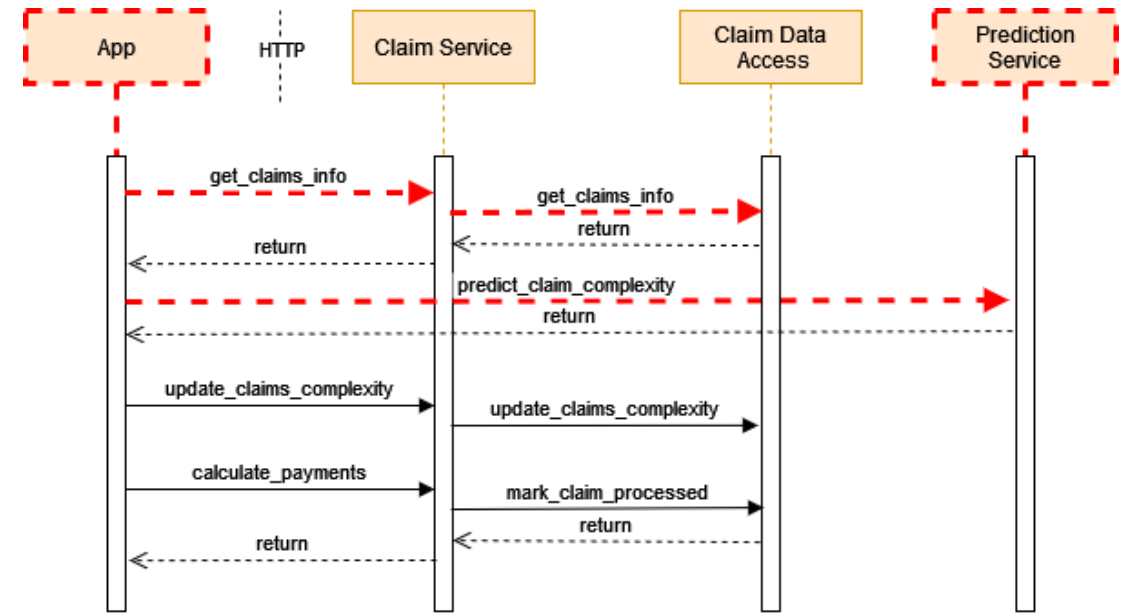 App
HTTP
Claim Service
Claim Data
Access
Prediction
Service
get_claims_info
get_claims_info
return
return
predict_claim_complexity
return
update_claims_complexity
update_claims_complexity
calculate_payments
mark_claim_processed
return
return